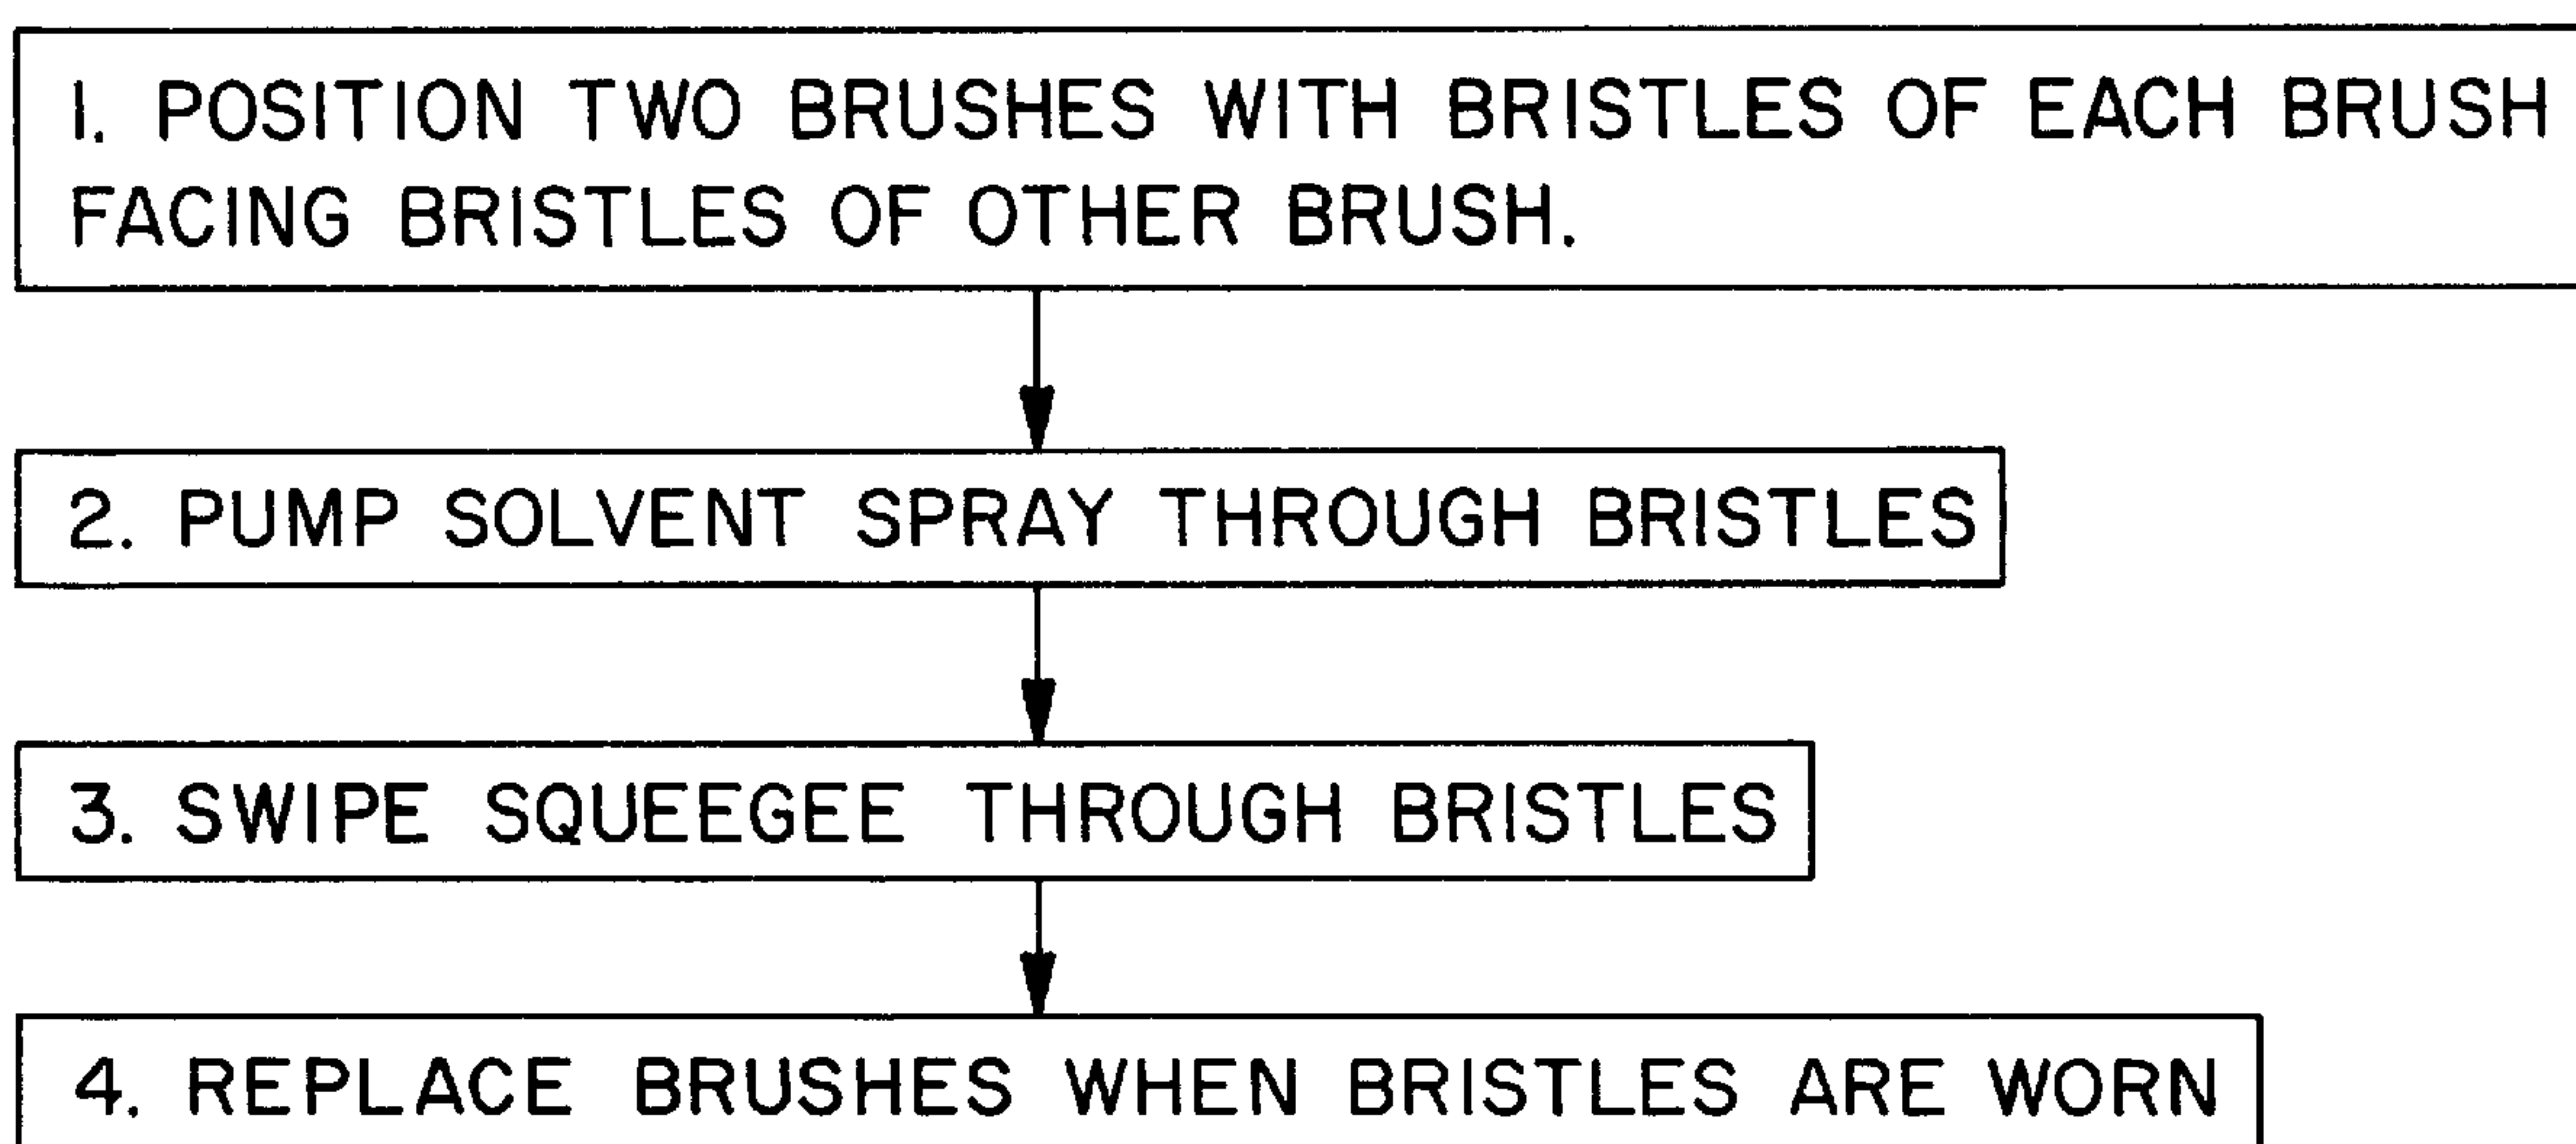 1. POSITION TWO BRUSHES WITH BRISTLES OF EACH BRUSH
FACING BRISTLES OF OTHER BRUSH.
2. PUMP SOLVENT SPRAY THROUGH BRISTLES
3. SWIPE SQUEEGEE THROUGH BRISTLES
4. REPLACE BRUSHES WHEN BRISTLES ARE WORN